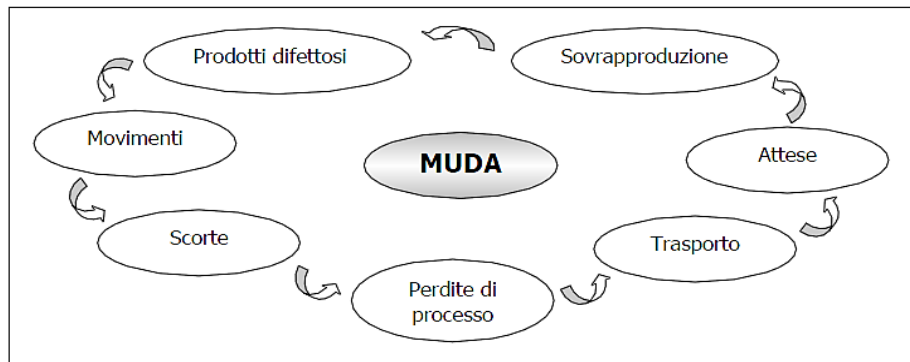 Prodotti difettosi
Sovrapproduzione
Movimenti
MUDA
Attese
Scorte
Trasporto
Perdite di
processo